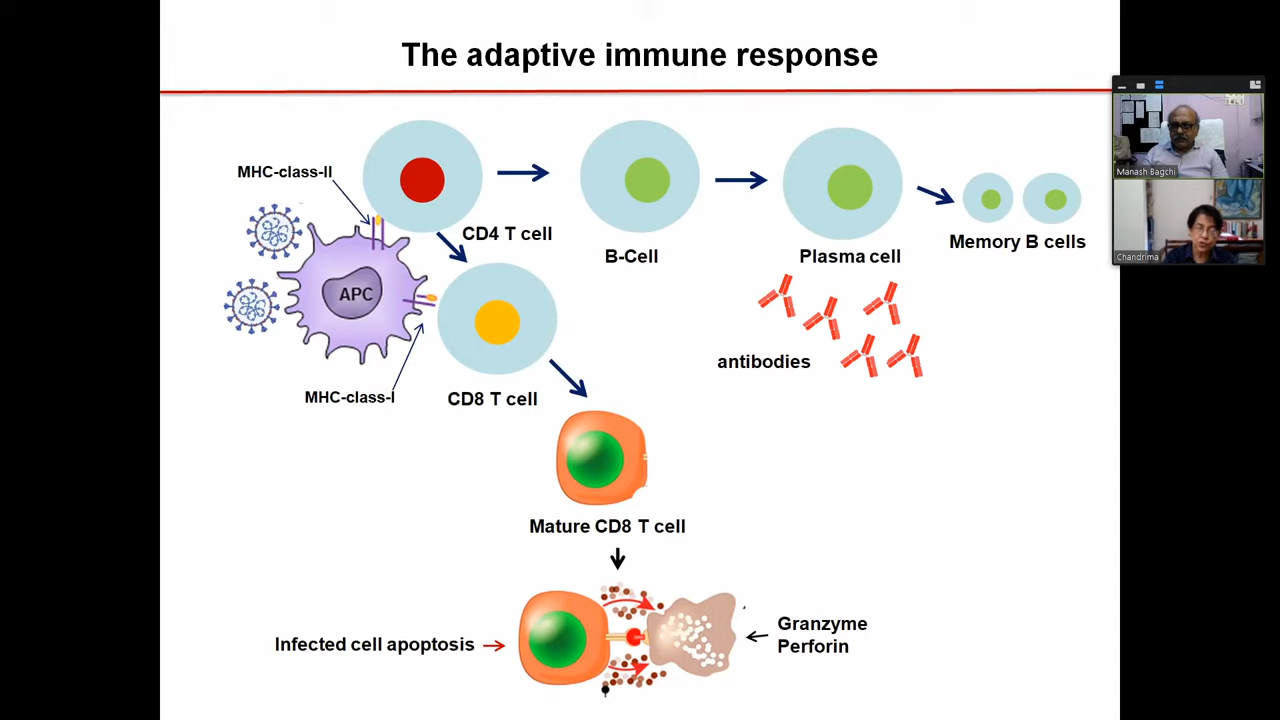 The adaptive immune response
MHC-class-II
CD4 T cell
B-Cell
Plasma cell
Memory B cells
APC
antibodies
MHC-class-I
CD8 T cell
Mature CD8 T cell
Infected cell apoptosis
Granzyme
Perforin
Manash Bagchi
Chandrima